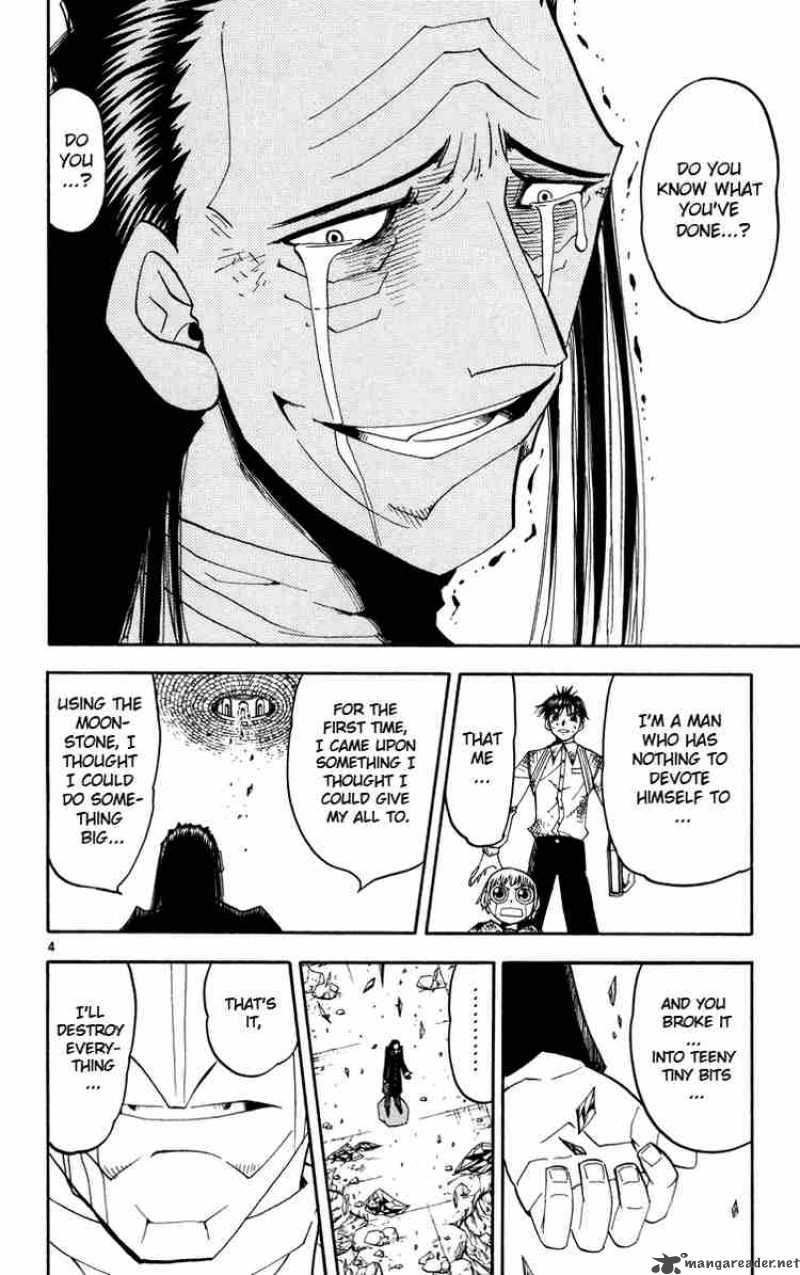 DO YOU
KNOW WHAT
YOU'VE
DONE...?
DO
YOU
...?
I'M A MAN
WHO HAS
NOTHING TO
DEVOTE
HIMSELF TO
...
THAT
ME
...
FOR THE
FIRST TIME,
I CAME UPON
SOMETHING I
THOUGHT I
COULD GIVE
MY ALL TO.
USING THE
MOON-
STONE, I
THOUGHT
I COULD
DO SOME-
THING
BIG...
4
AND YOU
BROKE IT
...
INTO TEENY
TINY BITS
...
.........
THAT'S
IT,
I'LL
DESTROY
EVERY-
THING
...
mangareader.net